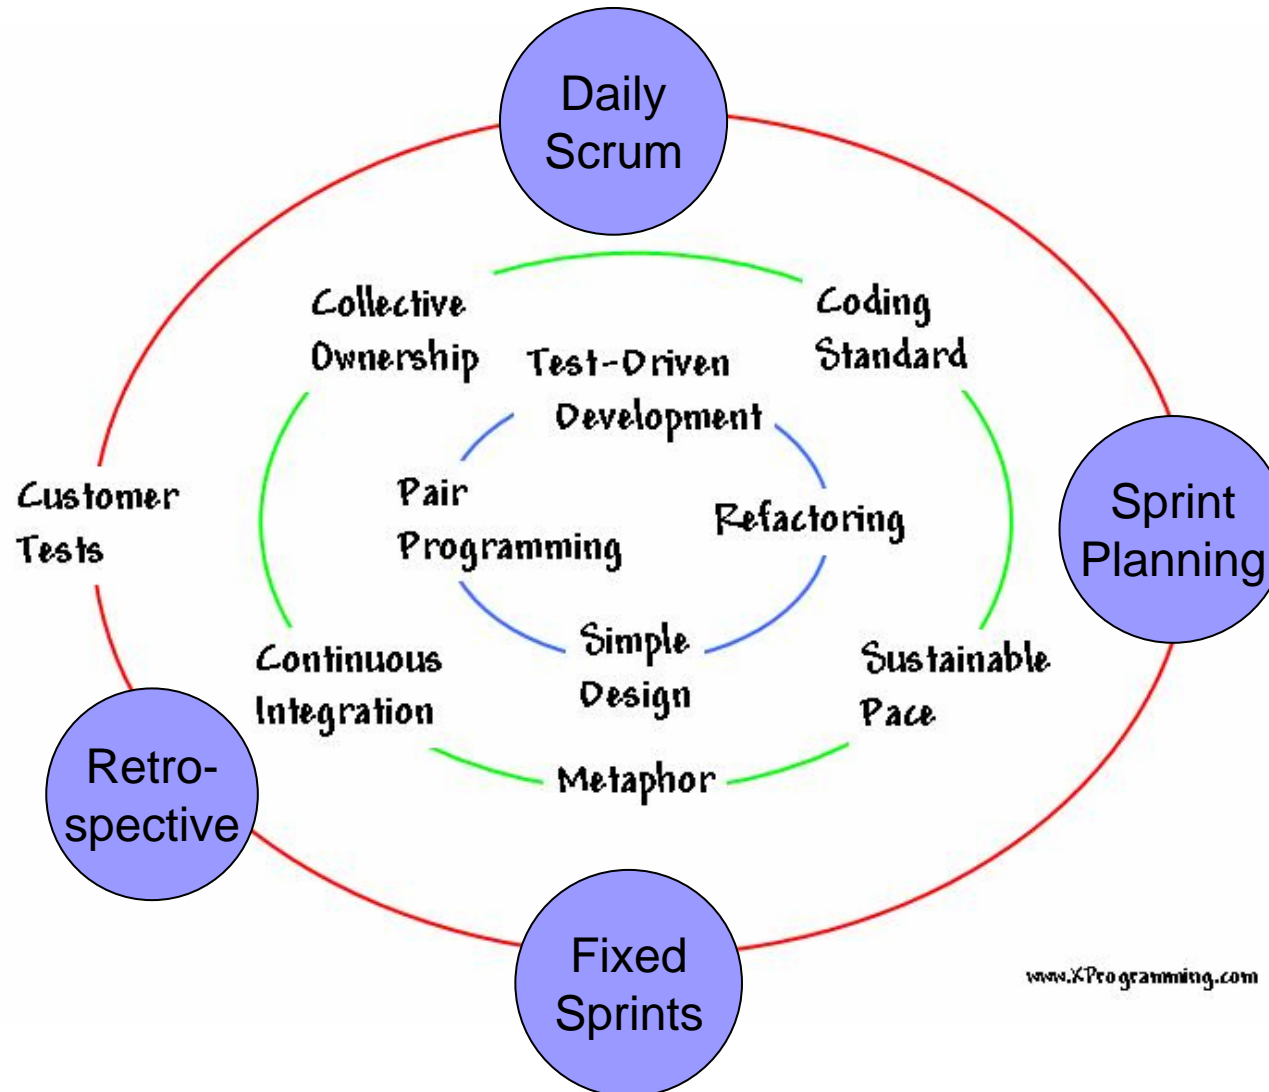 Daily
Scrum
Collective
Ownership
Coding
Standard
Test-Driven
Development
Customer
Tests
Pair
Programming
Refactoring
Sprint
Planning
Continuous
Integration
Simple
Design
Sustainable
Pace
Retro-
spective
Metaphor
Fixed
Sprints
www.XProgramming.com